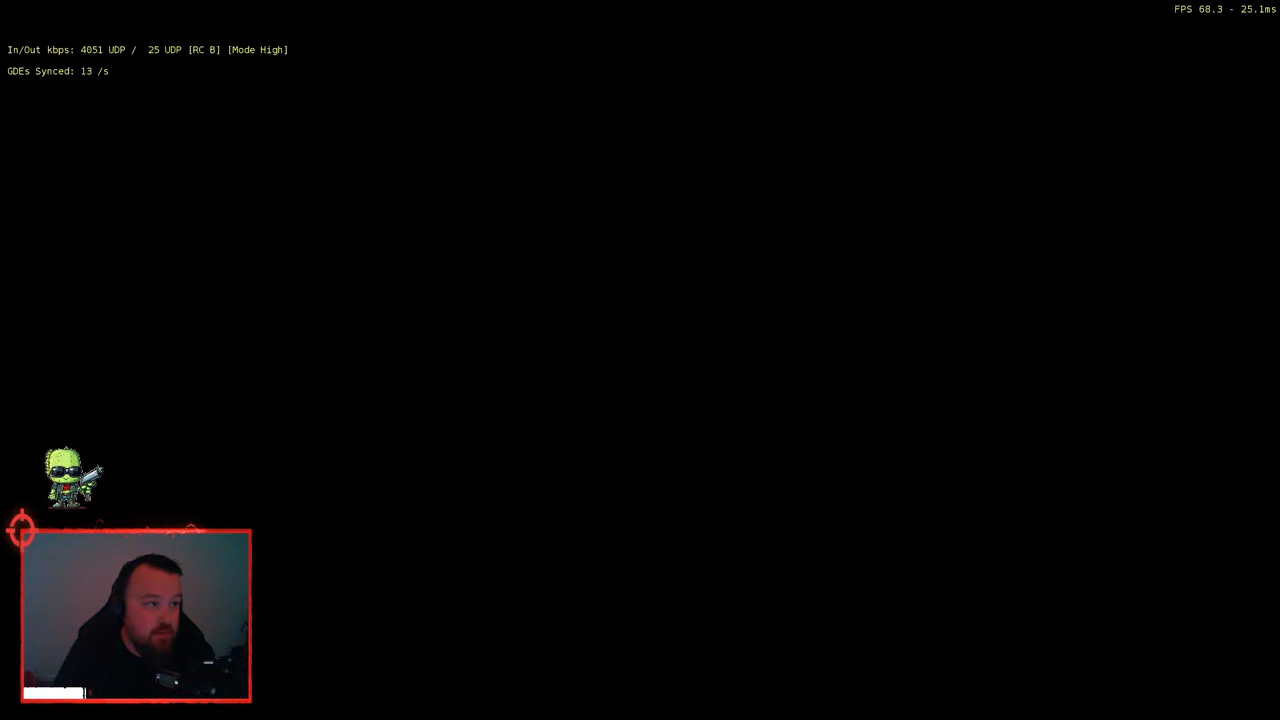 FPS 68.3 - 25.1ms
In/Out kbps: 4051 UDP /  25 UDP [RC B] [Mode High]
GDEs Synced: 13 /s